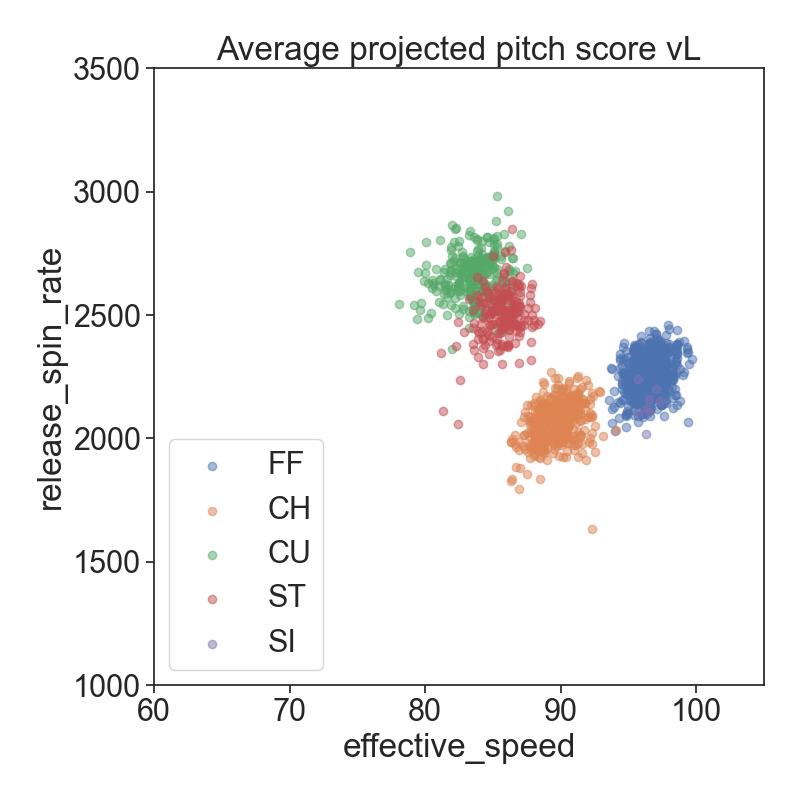 Average projected pitch score vL
3500
3000
2500
2000
1500
1000
release_spin_rate
FF
CH
CU
ST
SI
60
70
80
90
100
effective_speed